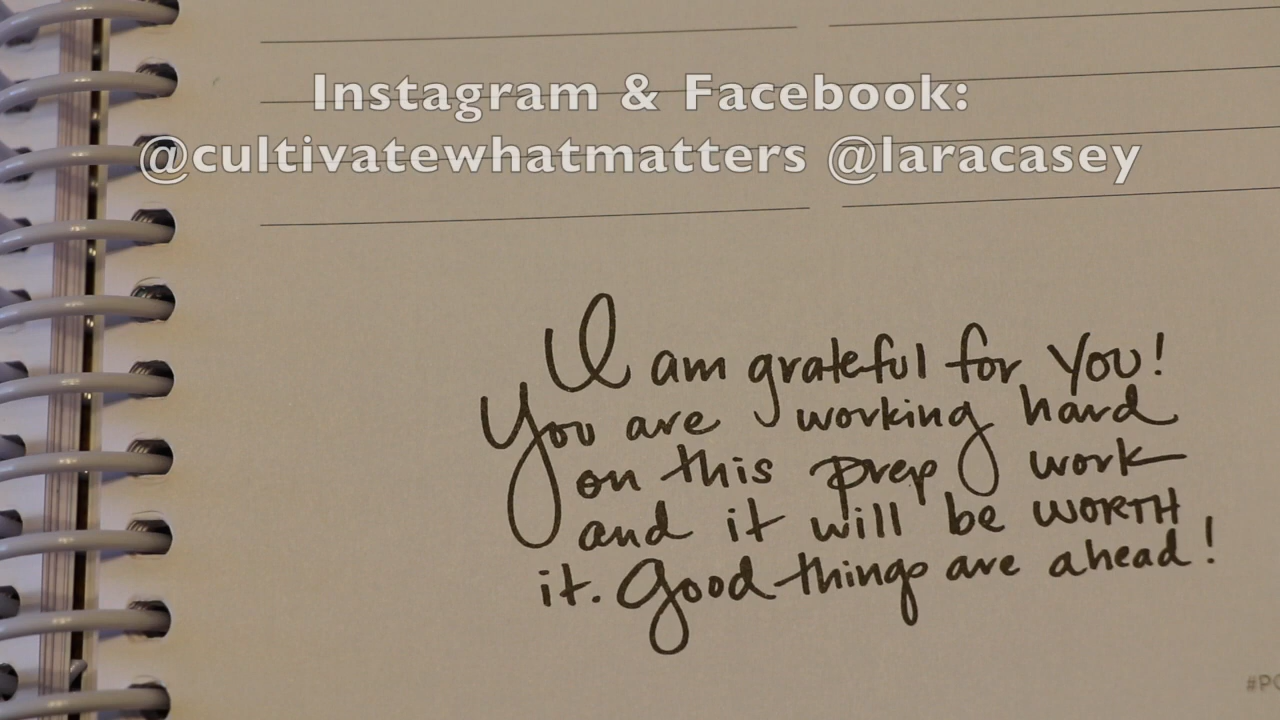 Instagram & Facebook:
@cultivatewhatmatters @laracasey
I am grateful for you!
You are working hard
on this prep work
and it will be WORTH
it. Good things are ahead!